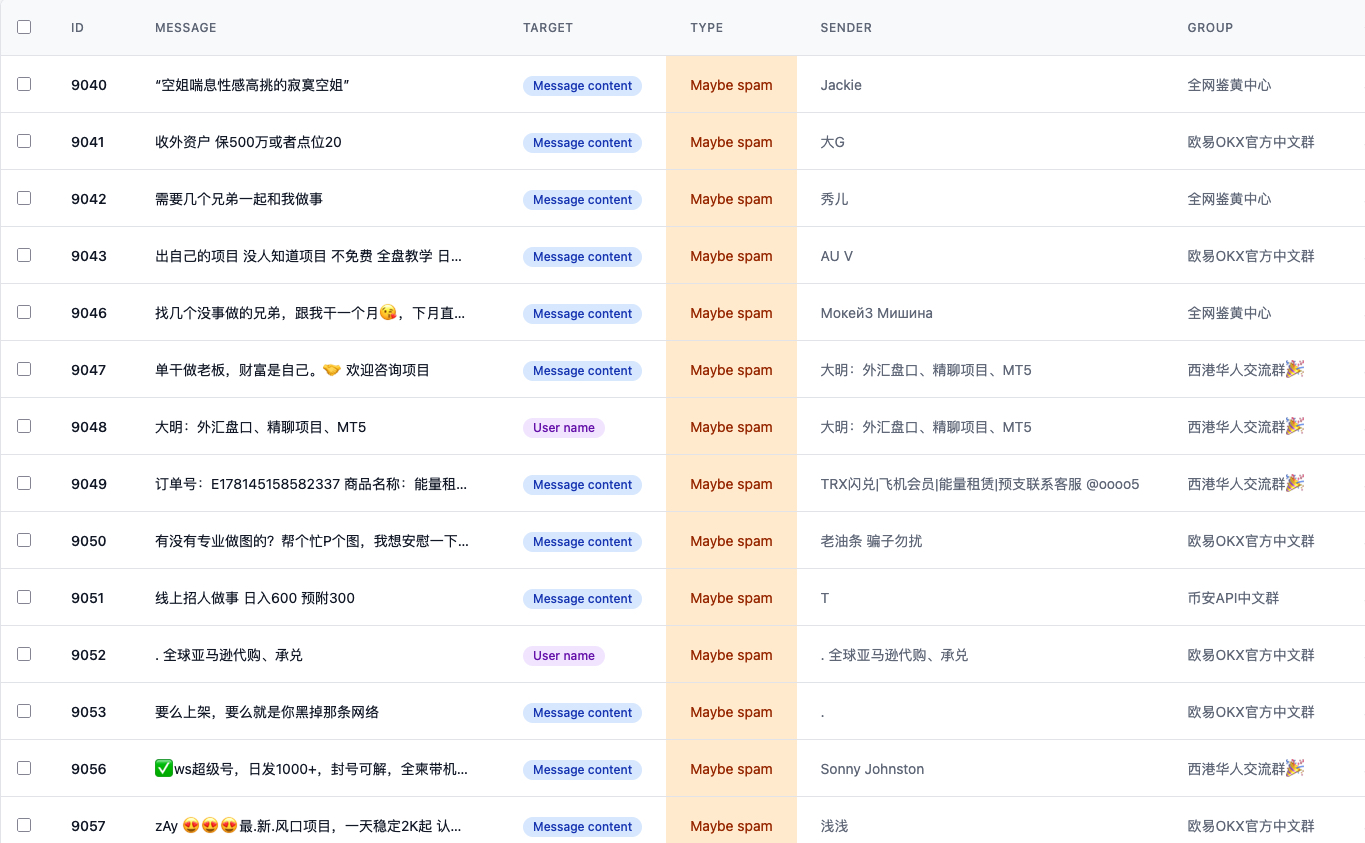 ID MESSAGE TARGET TYPE SENDER GROUP
9040 “空姐喘息性感高挑的寂寞空姐” Message content Maybe spam Jackie 全网鉴黄中心
9041 收外资户 保500万或者点位20 Message content Maybe spam 大G 欧易OKX官方中文群
9042 需要几个兄弟一起和我做事 Message content Maybe spam 秀儿 全网鉴黄中心
9043 出自己的项目 没人知道项目 不免费 全盘教学 日... Message content Maybe spam AU V 欧易OKX官方中文群
9046 找几个没事做的兄弟，跟我干一个月😘，下月直... Message content Maybe spam Мокей3 Мишина 全网鉴黄中心
9047 单干做老板，财富是自己。🤝 欢迎咨询项目 Message content Maybe spam 大明：外汇盘口、精聊项目、MT5 西港华人交流群🎉
9048 大明：外汇盘口、精聊项目、MT5 User name Maybe spam 大明：外汇盘口、精聊项目、MT5 西港华人交流群🎉
9049 订单号：E178145158582337 商品名称：能量租... Message content Maybe spam TRX闪兑|飞机会员|能量租赁|预支联系客服 @oooo5 西港华人交流群🎉
9050 有没有专业做图的？帮个忙P个图，我想安慰一下... Message content Maybe spam 老油条 骗子勿扰 欧易OKX官方中文群
9051 线上招人做事 日入600 预附300 Message content Maybe spam T 币安API中文群
9052 . 全球亚马逊代购、承兑 User name Maybe spam . 全球亚马逊代购、承兑 欧易OKX官方中文群
9053 要么上架，要么就是你黑掉那条网络 Message content Maybe spam . 欧易OKX官方中文群
9056 ✅ws超级号，日发1000+，封号可解，全柬带机... Message content Maybe spam Sonny Johnston 西港华人交流群🎉
9057 zAy 😍😍😍最.新.风口项目，一天稳定2K起 认... Message content Maybe spam 浅浅 欧易OKX官方中文群